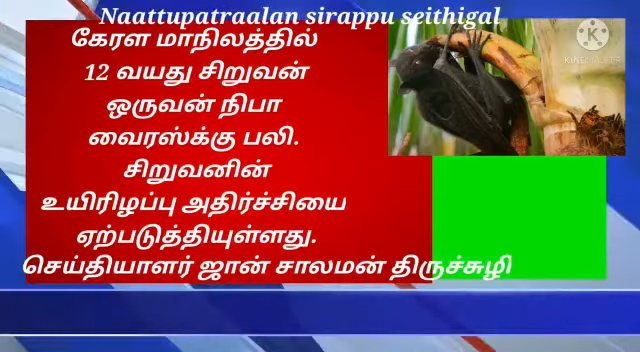 Naattupatraalan sirappu seithigal
கேரள மாநிலத்தில்
12 வயது சிறுவன்
ஒருவன் நிபா
வைரஸ்க்கு பலி.
சிறுவனின்
உயிரிழப்பு அதிர்ச்சியை
ஏற்படுத்தியுள்ளது.
செய்தியாளர் ஜான் சாலமன் திருச்சுழி